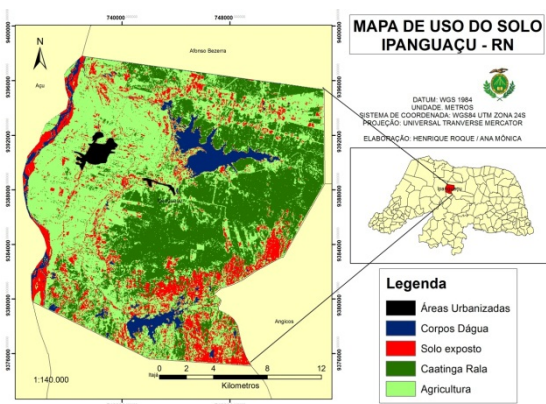 MAPA DE USO DO SOLO
IPANGUAÇU - RN
DATUM: WGS 1984
UNIDADE. METROS
SISTEMA DE COORDENADA: WGS84 UTM ZONA 24S
PROJEÇÃO: UNIVERSAL TRANVERSE MERCATOR
ELABORAÇÃO: HENRIQUE ROQUE / ANA MÔNICA
740000
748000
9400000
9396000
9392000
9388000
9384000
9380000
9376000
N
Afonso Bezerra
Açu
Angicos
Itajá
1:140.000
0 2 4 6 8 12
Kilometros
Legenda
Áreas Urbanizadas
Corpos Dágua
Solo exposto
Caatinga Rala
Agricultura